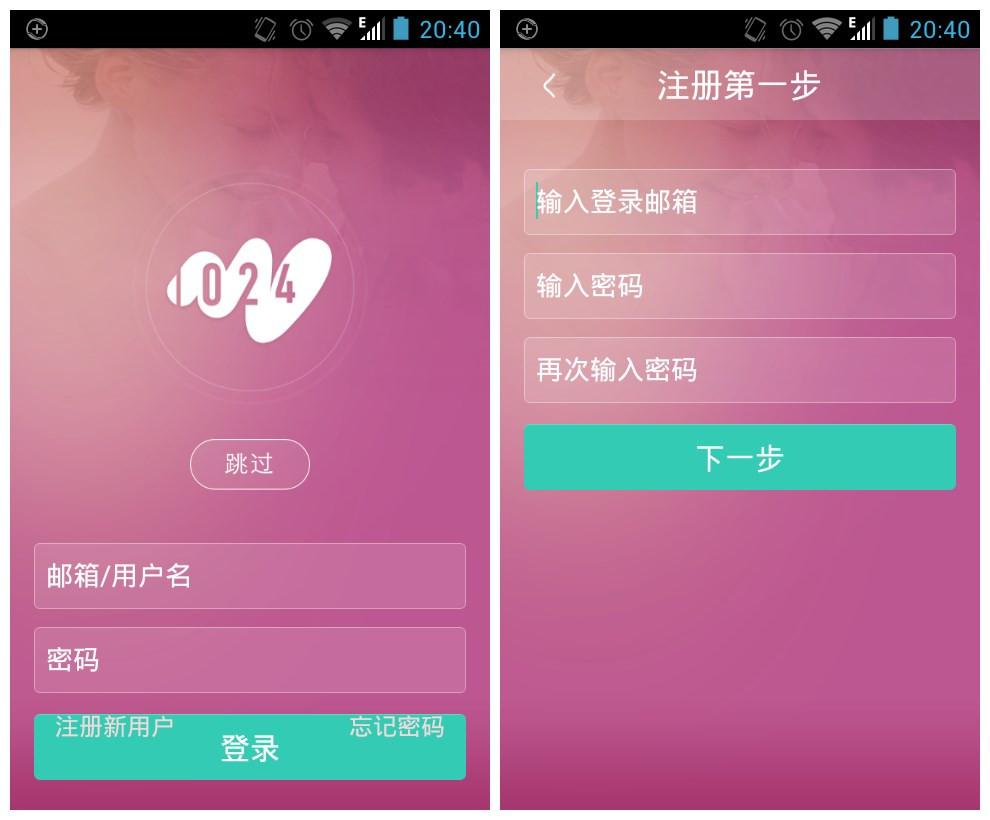 E
20:40
1024
跳过
邮箱/用户名
密码
注册新用户
忘记密码
登录
E
20:40
注册第一步
输入登录邮箱
输入密码
再次输入密码
下一步